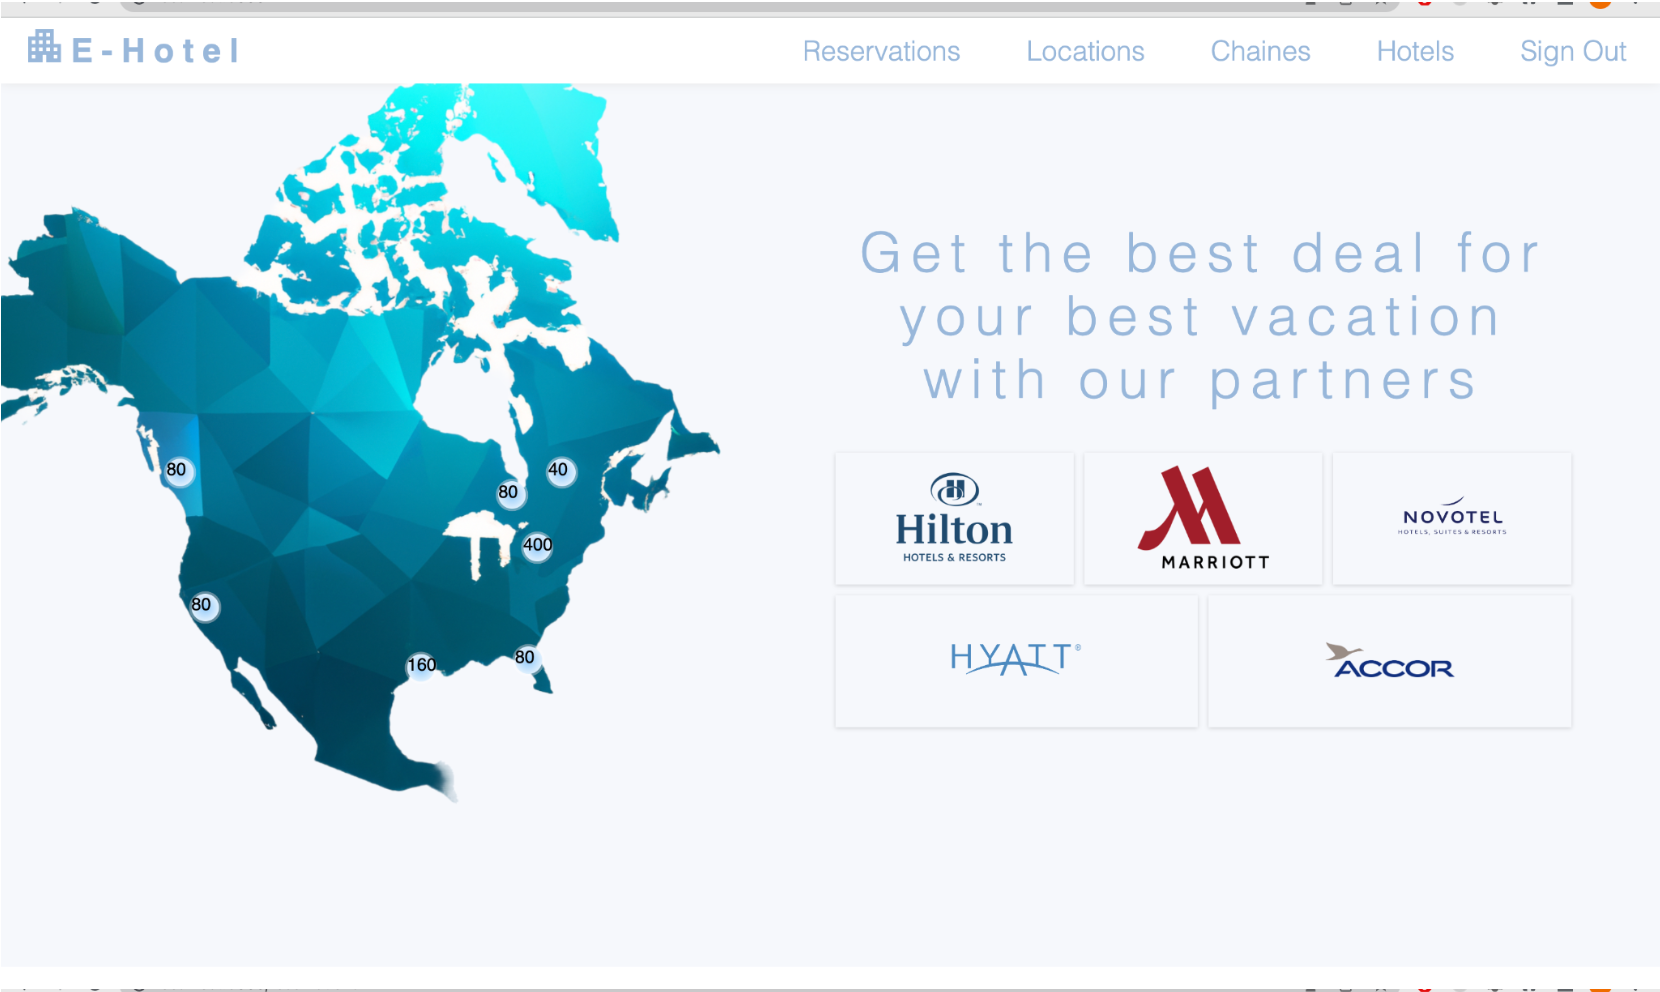 E-Hotel
Reservations
Locations
Chaines
Hotels
Sign Out
Get the best deal for
your best vacation
with our partners
80
80
40
400
80
160
80
Hilton
HOTELS & RESORTS
MARRIOTT
NOVOTEL
HOTELS, SUITES & RESORTS
HYATT®
ACCOR